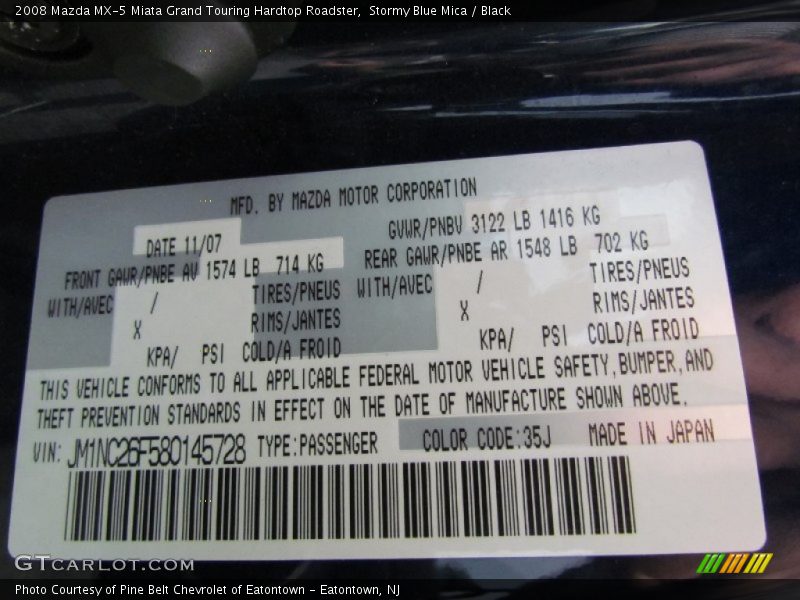 2008 Mazda MX-5 Miata Grand Touring Hardtop Roadster, Stormy Blue Mica / Black
MFD. BY MAZDA MOTOR CORPORATION
DATE 11/07 GVWR/PNBV 3122 LB 1416 KG
FRONT GAWR/PNBE AV 1574 LB 714 KG REAR GAWR/PNBE AR 1548 LB 702 KG
WITH/AVEC / TIRES/PNEUS WITH/AVEC / TIRES/PNEUS
X RIMS/JANTES X RIMS/JANTES
KPA/ PSI COLD/A FROID KPA/ PSI COLD/A FROID
THIS VEHICLE CONFORMS TO ALL APPLICABLE FEDERAL MOTOR VEHICLE SAFETY, BUMPER, AND
THEFT PREVENTION STANDARDS IN EFFECT ON THE DATE OF MANUFACTURE SHOWN ABOVE.
VIN: JM1NC26F580145728 TYPE:PASSENGER COLOR CODE:35J MADE IN JAPAN
GTCARLOT.COM
Photo Courtesy of Pine Belt Chevrolet of Eatontown - Eatontown, NJ